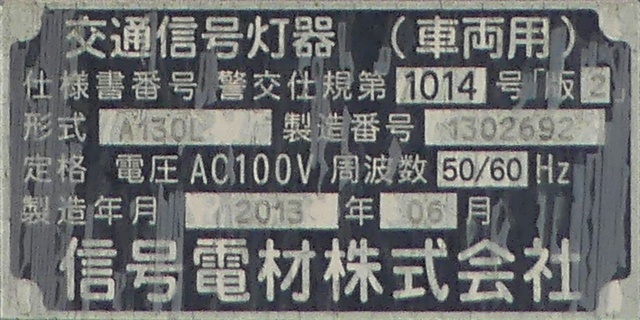 交通信号灯器 (車両用)
仕様書番号 警交仕規第 1014 号「版2」
形式 A130L 製造番号 1302692
定格 電圧 AC100V 周波数 50/60 Hz
製造年月 2013 年 06 月
信号電材株式会社